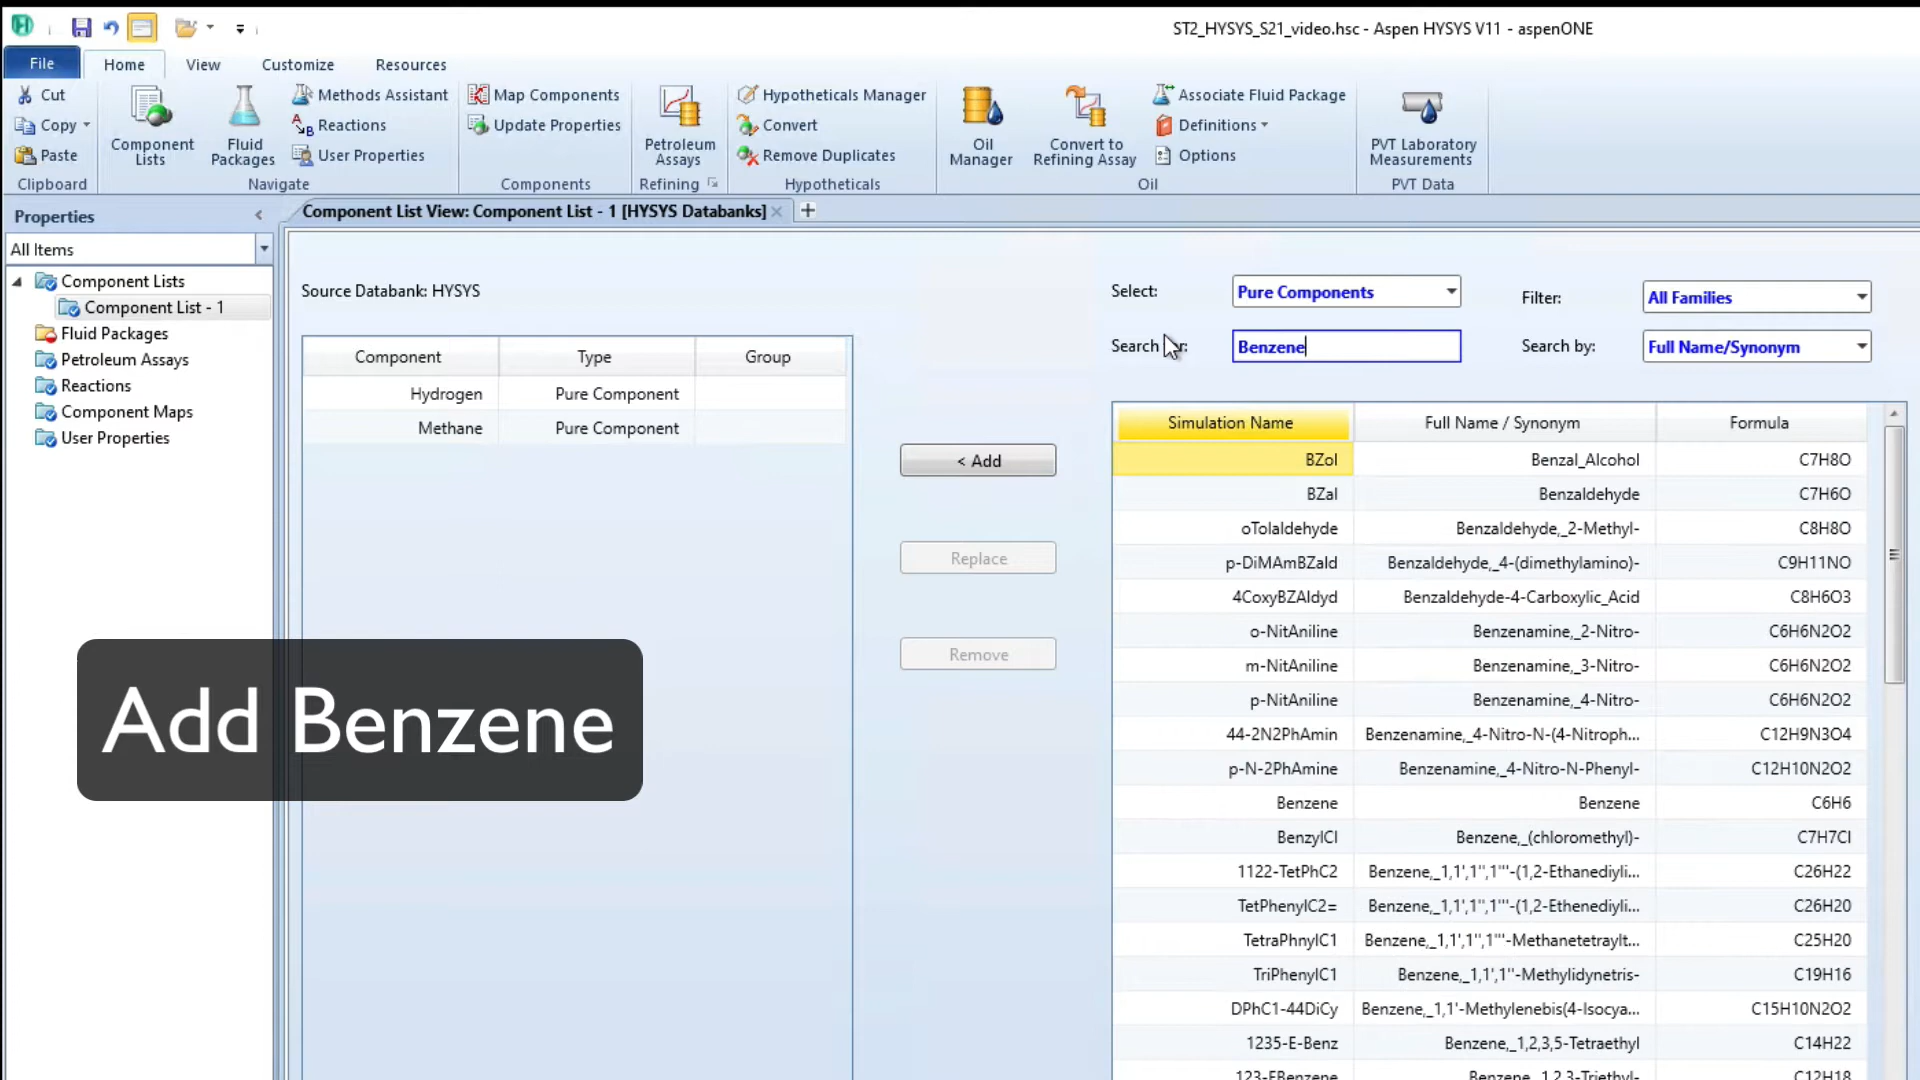 ST2_HYSYS_S21_video.hsc - Aspen HYSYS V11 - aspenONE
File Home View Customize Resources
Cut
Copy
Paste
Clipboard
Component Lists
Fluid Packages
Methods Assistant
Reactions
User Properties
Navigate
Map Components
Update Properties
Components
Petroleum Assays
Refining
Hypotheticals Manager
Convert
Remove Duplicates
Hypotheticals
Oil Manager
Convert to Refining Assay
Associate Fluid Package
Definitions
Options
Oil
PVT Laboratory Measurements
PVT Data
Properties
All Items
Component Lists
Component List - 1
Fluid Packages
Petroleum Assays
Reactions
Component Maps
User Properties
Component List View: Component List - 1 [HYSYS Databanks]
Source Databank: HYSYS
Component Type Group
Hydrogen Pure Component
Methane Pure Component
< Add
Replace
Remove
Select: Pure Components
Filter: All Families
Search Benzene
Search by: Full Name/Synonym
Simulation Name Full Name / Synonym Formula
BZol Benzal_Alcohol C7H8O
BZal Benzaldehyde C7H6O
oTolaldehyde Benzaldehyde,_2-Methyl- C8H8O
p-DiMAmBZald Benzaldehyde,_4-(dimethylamino)- C9H11NO
4CoxyBZAldyd Benzaldehyde-4-Carboxylic_Acid C8H6O3
o-NitAniline Benzenamine,_2-Nitro- C6H6N2O2
m-NitAniline Benzenamine,_3-Nitro- C6H6N2O2
p-NitAniline Benzenamine,_4-Nitro- C6H6N2O2
44-2N2PhAmin Benzenamine,_4-Nitro-N-(4-Nitroph... C12H9N3O4
p-N-2PhAmine Benzenamine,_4-Nitro-N-Phenyl- C12H10N2O2
Benzene Benzene C6H6
BenzylCl Benzene,_(chloromethyl)- C7H7Cl
1122-TetPhC2 Benzene,_1,1',1'',1'''-(1,2-Ethanediyli... C26H22
TetPhenylC2= Benzene,_1,1',1'',1'''-(1,2-Ethenediyli... C26H20
TetraPhnylC1 Benzene,_1,1',1'',1'''-Methanetetraylt... C25H20
TriPhenylC1 Benzene,_1,1',1''-Methylidynetris- C19H16
DPhC1-44DiCy Benzene,_1,1'-Methylenebis(4-Isocya... C15H10N2O2
1235-E-Benz Benzene,_1,2,3,5-Tetraethyl C14H22
123-EBenzene Benzene,_1,2,3-Triethyl- C12H18
Add Benzene